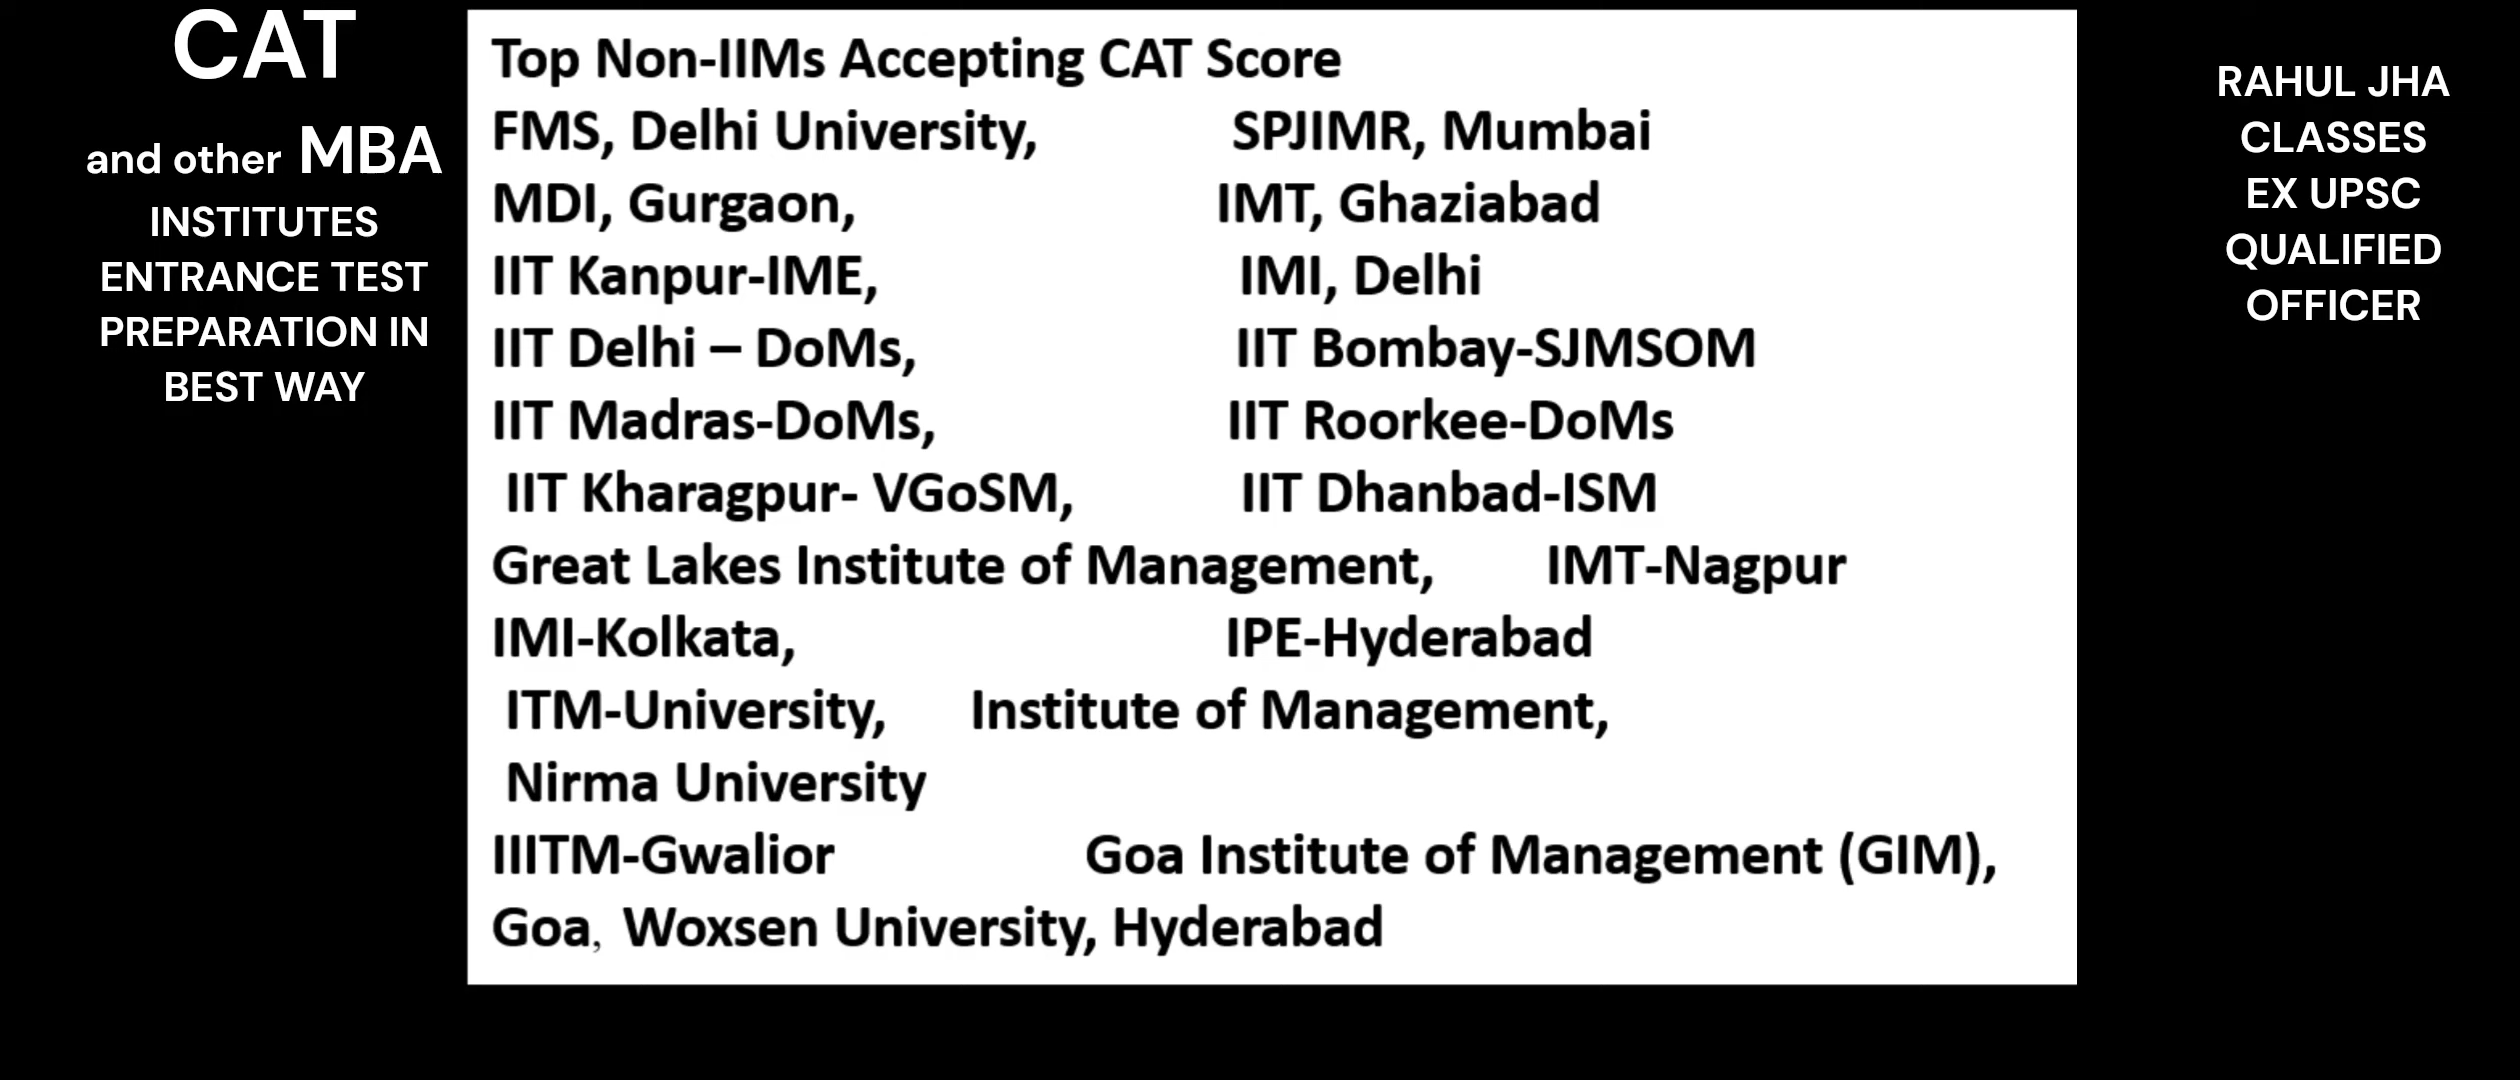 CAT
and other MBA
INSTITUTES
ENTRANCE TEST
PREPARATION IN
BEST WAY
Top Non-IIMs Accepting CAT Score
FMS, Delhi University, SPJIMR, Mumbai
MDI, Gurgaon, IMT, Ghaziabad
IIT Kanpur-IME, IMI, Delhi
IIT Delhi – DoMs, IIT Bombay-SJMSOM
IIT Madras-DoMs, IIT Roorkee-DoMs
IIT Kharagpur- VGoSM, IIT Dhanbad-ISM
Great Lakes Institute of Management, IMT-Nagpur
IMI-Kolkata, IPE-Hyderabad
ITM-University, Institute of Management,
Nirma University
IIITM-Gwalior Goa Institute of Management (GIM),
Goa, Woxsen University, Hyderabad
RAHUL JHA
CLASSES
EX UPSC
QUALIFIED
OFFICER